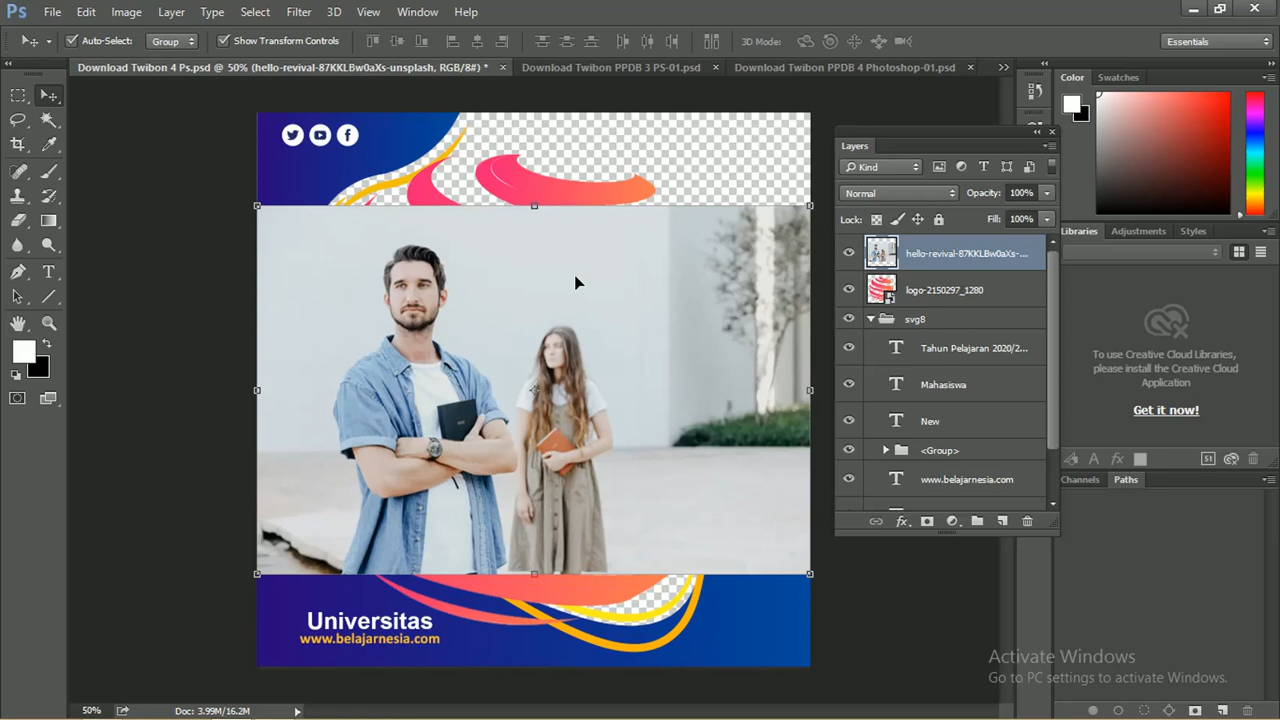 Ps File Edit Image Layer Type Select Filter 3D View Window Help
Auto-Select: Group Show Transform Controls 3D Mode: Essentials
Download Twibon 4 Ps.psd @ 50% (hello-revival-87KKLBw0aXs-unsplash, RGB/8#) * × Download Twibon PPDB 3 PS-01.psd × Download Twibon PPDB 4 Photoshop-01.psd ×
Color Swatches
Layers
Kind
Normal Opacity: 100%
Lock: Fill: 100%
Libraries Adjustments Styles
hello-revival-87KKLBw0aXs-...
logo-2150297_1280
svg8
T Tahun Pelajaran 2020/2...
T Mahasiswa
T New
<Group>
T www.belajarnesia.com
To use Creative Cloud Libraries,
please install the Creative Cloud
Application
Get it now!
St
Channels Paths
Universitas
www.belajarnesia.com
Activate Windows
Go to PC settings to activate Windows.
50% Doc: 3.99M/16.2M